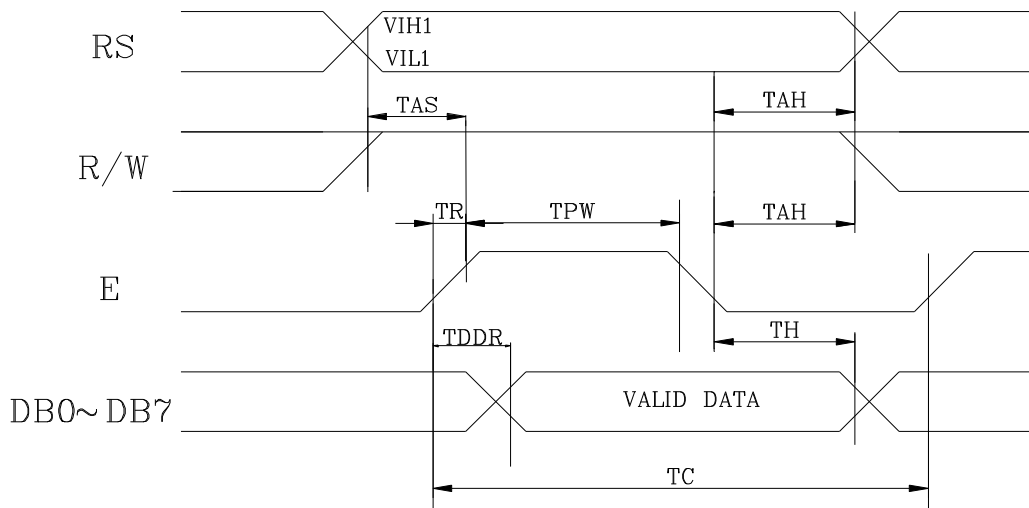 RS
VIH1
VIL1
TAS
TAH
R/W
TR
TPW
TAH
E
TDDR
TH
DB0~DB7
VALID DATA
TC